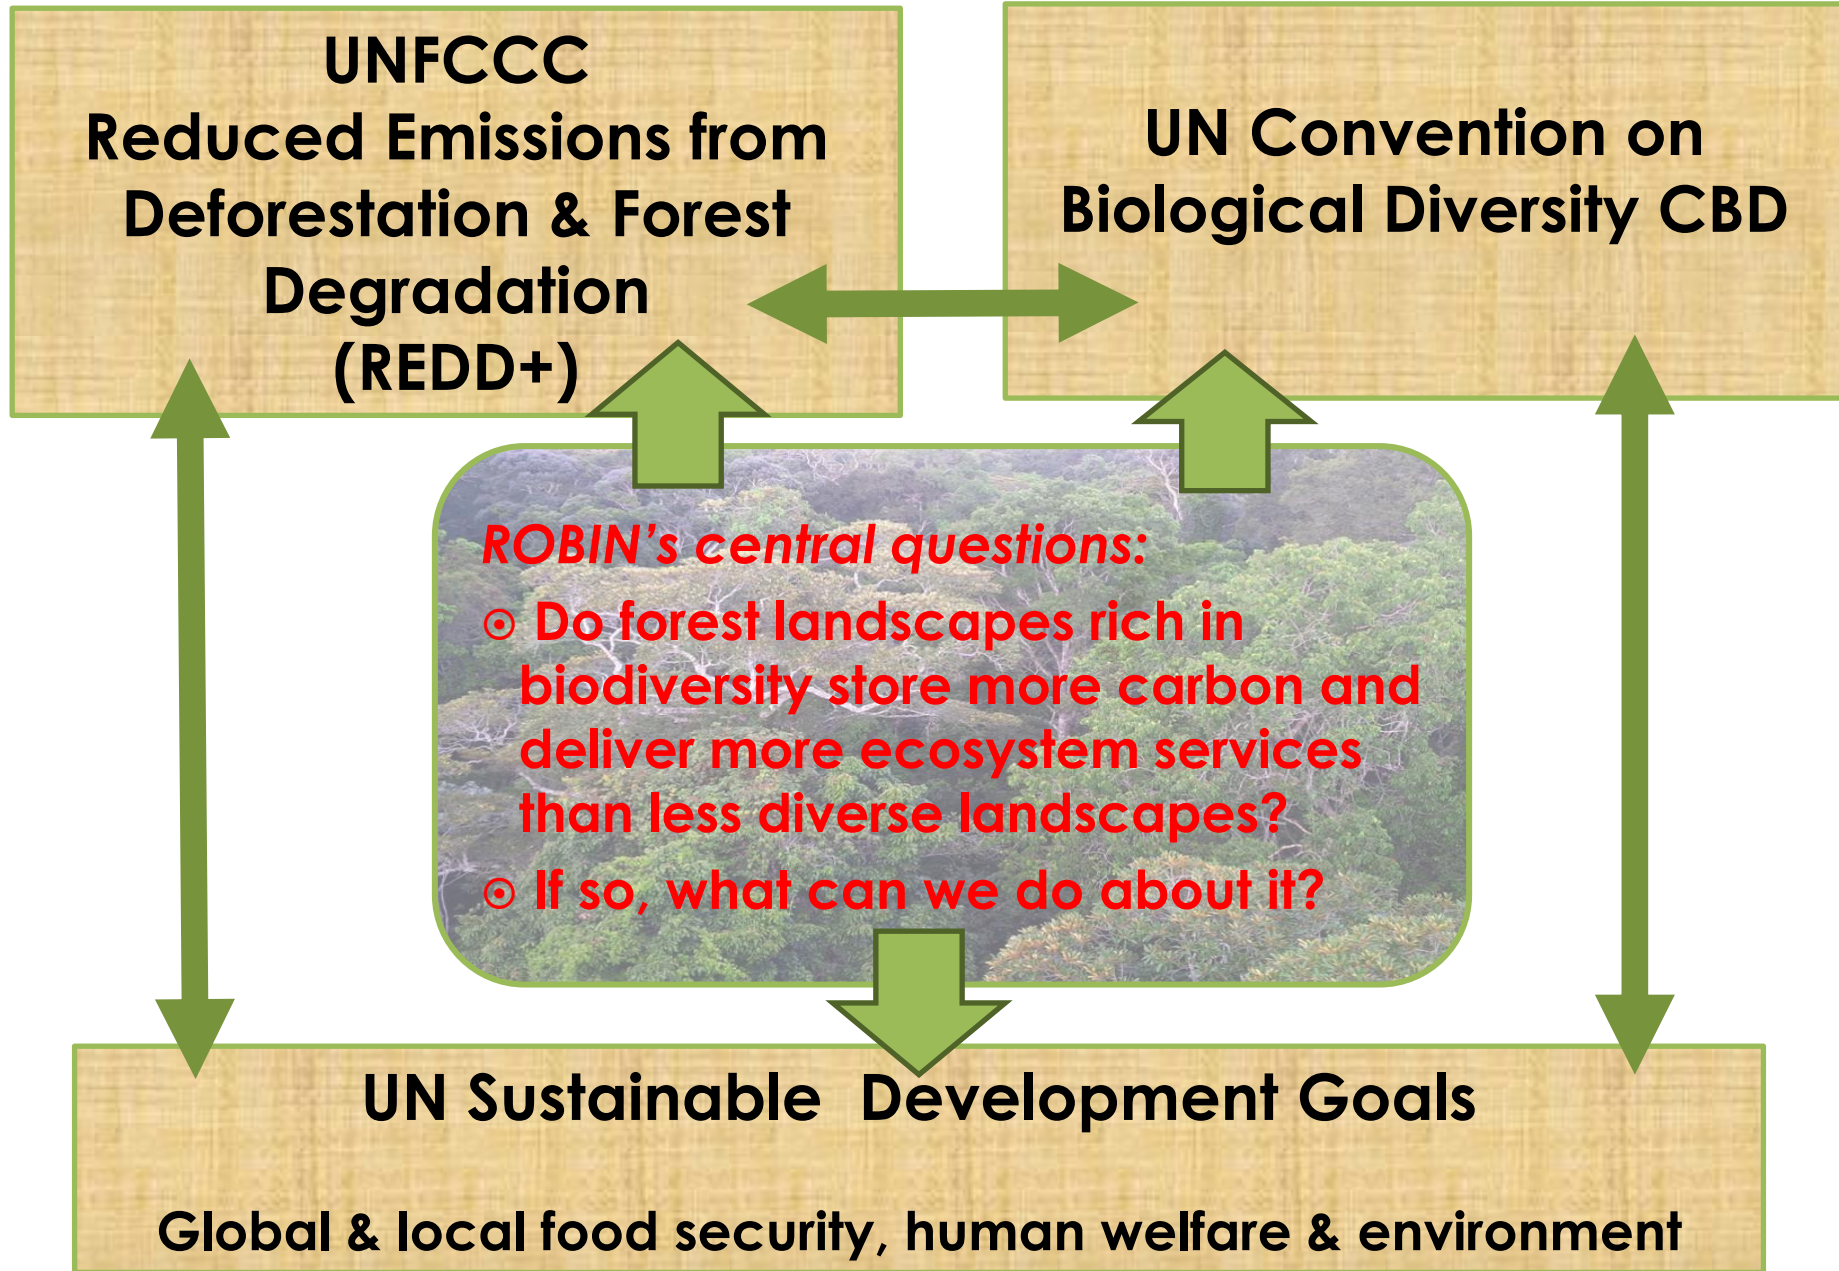 UNFCCC
Reduced Emissions from
Deforestation & Forest
Degradation
(REDD+)
UN Convention on
Biological Diversity CBD
ROBIN’s central questions:
⊙ Do forest landscapes rich in
biodiversity store more carbon and
deliver more ecosystem services
than less diverse landscapes?
⊙ If so, what can we do about it?
UN Sustainable  Development Goals
Global & local food security, human welfare & environment